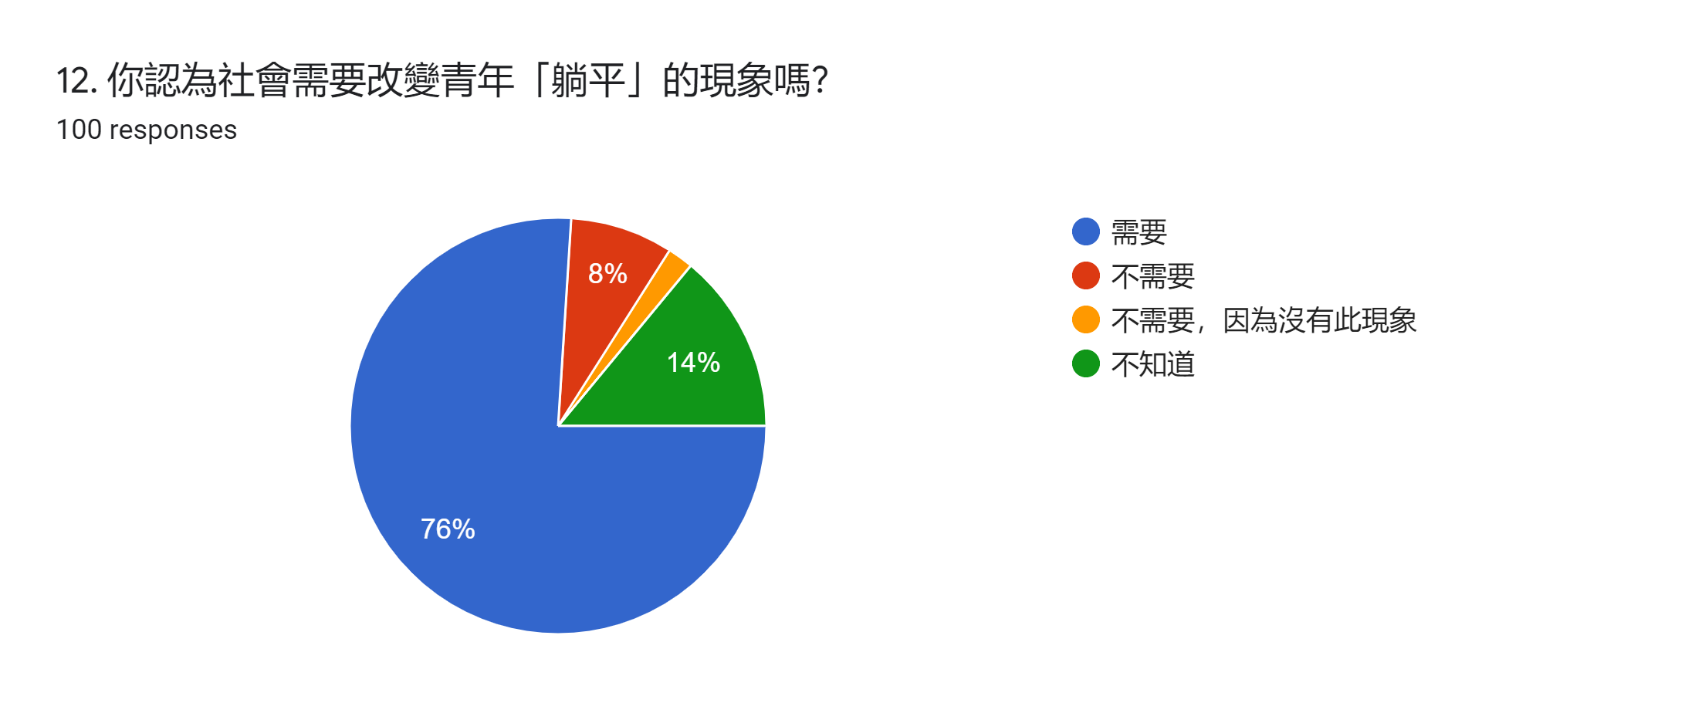 12. 你認為社會需要改變青年「躺平」的現象嗎?
100 responses
需要
不需要
不需要，因為沒有此現象
不知道
8%
14%
76%